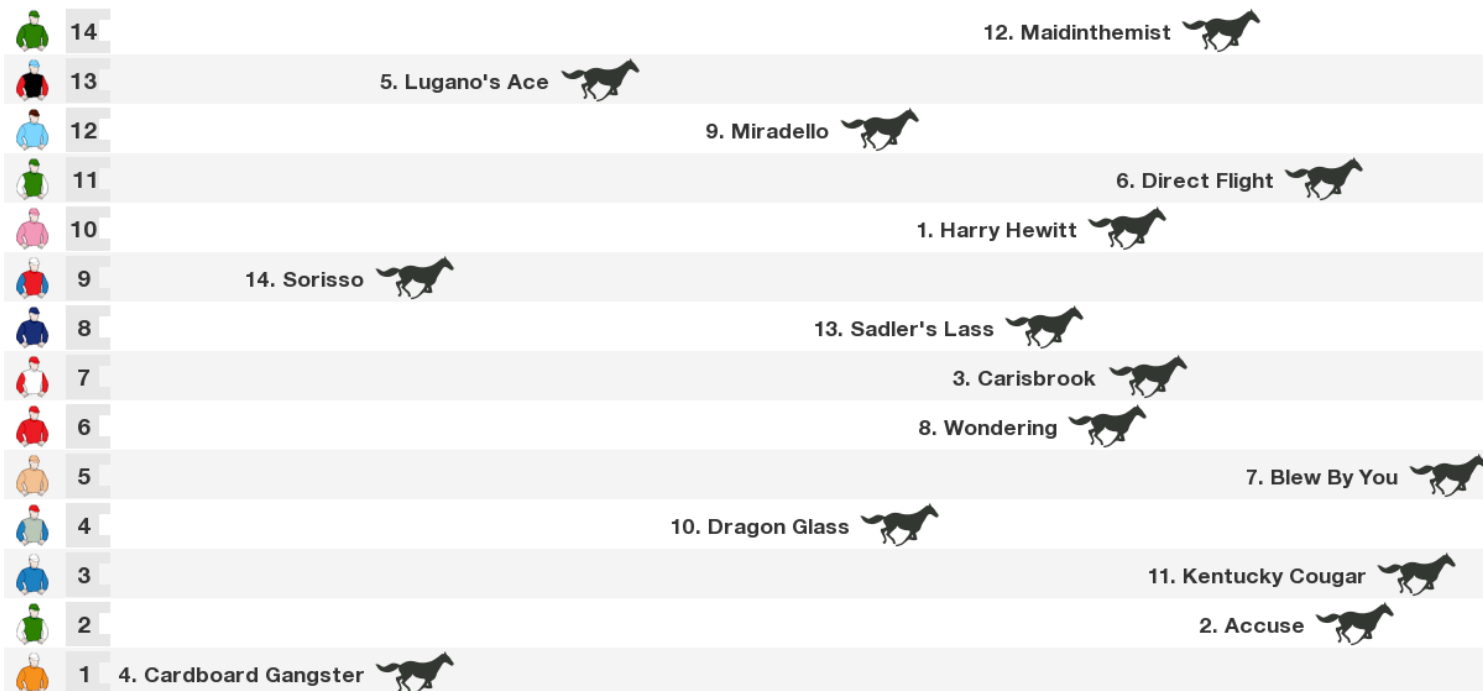 14 12. Maidinthemist
13 5. Lugano's Ace
12 9. Miradello
11 6. Direct Flight
10 1. Harry Hewitt
9 14. Sorisso
8 13. Sadler's Lass
7 3. Carisbrook
6 8. Wondering
5 7. Blew By You
4 10. Dragon Glass
3 11. Kentucky Cougar
2 2. Accuse
1 4. Cardboard Gangster